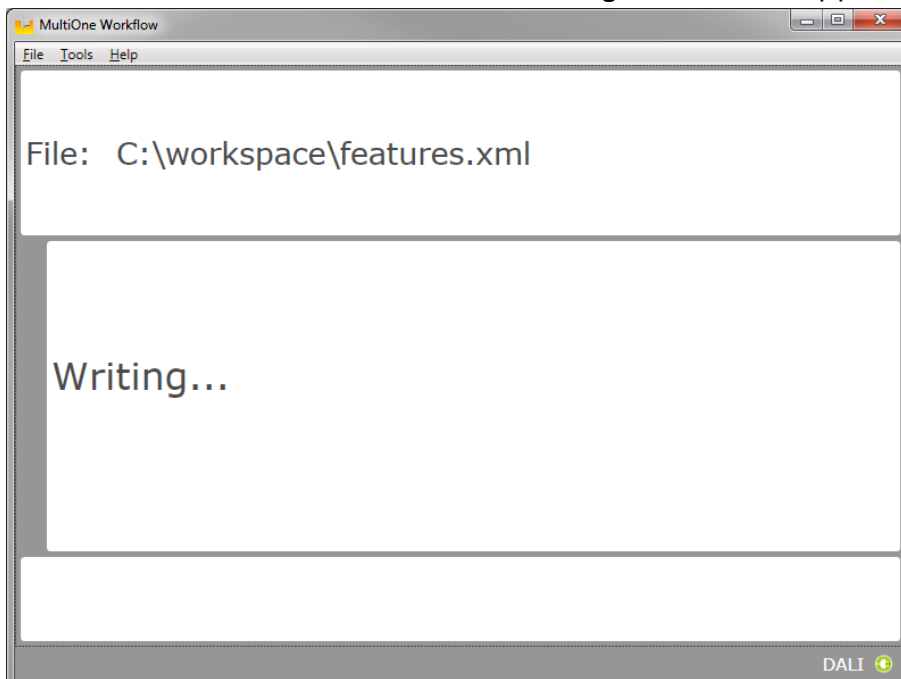 MultiOne Workflow
File Tools Help
File: C:\workspace\features.xml
Writing...
DALI